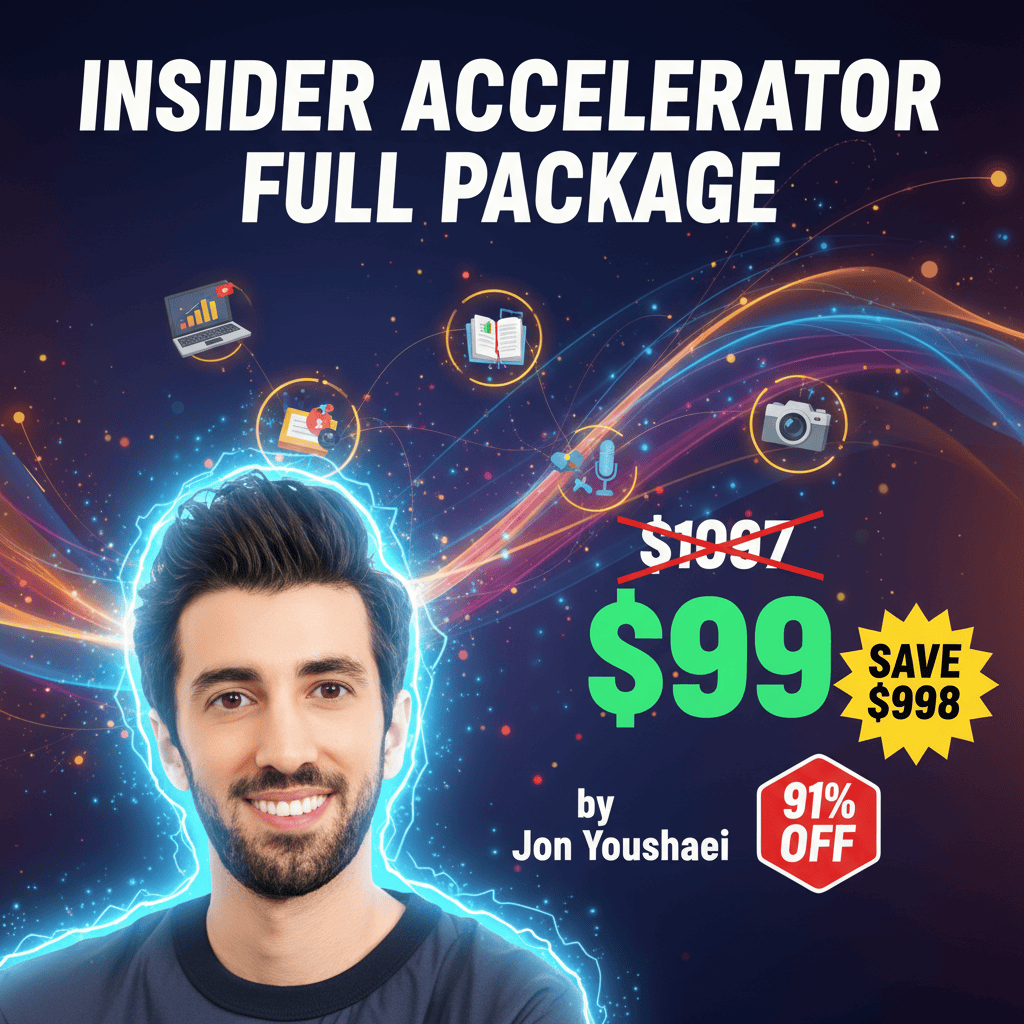 INSIDER ACCELERATOR
FULL PACKAGE
$1097
$99
SAVE
$998
by
Jon Youshaei
91%
OFF